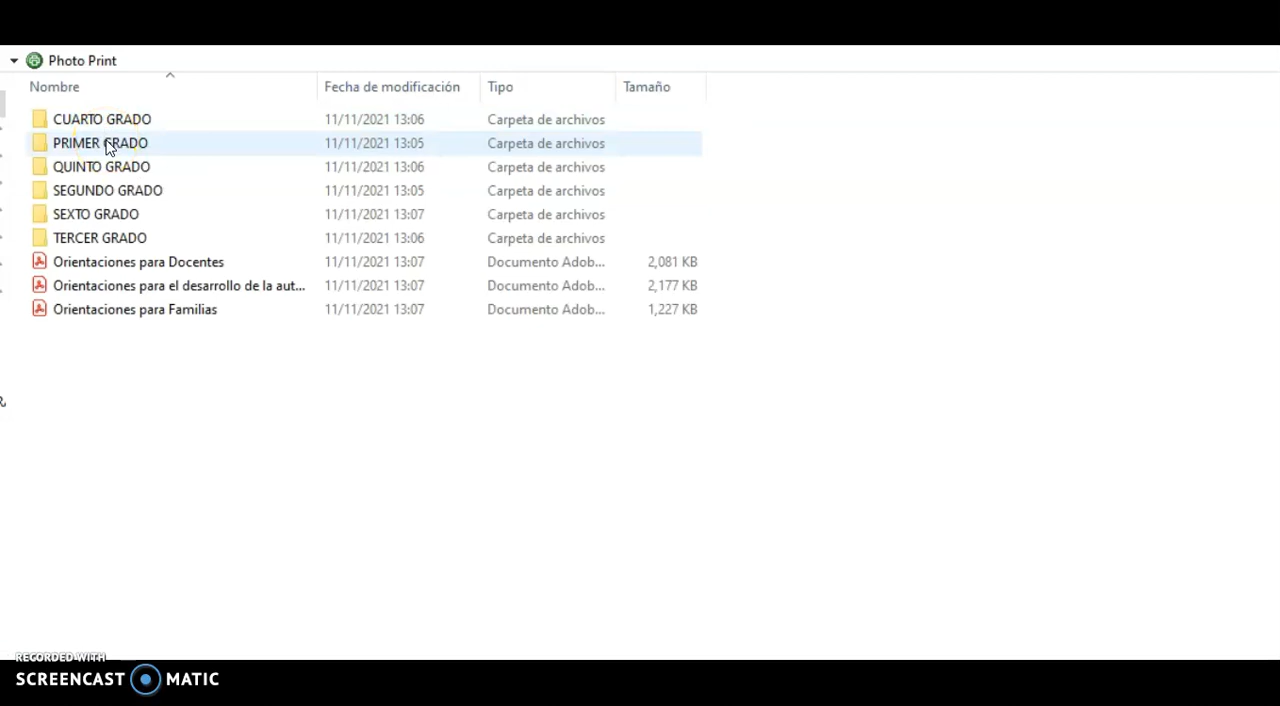 Photo Print
Nombre Fecha de modificación Tipo Tamaño
CUARTO GRADO 11/11/2021 13:06 Carpeta de archivos
PRIMER GRADO 11/11/2021 13:05 Carpeta de archivos
QUINTO GRADO 11/11/2021 13:06 Carpeta de archivos
SEGUNDO GRADO 11/11/2021 13:05 Carpeta de archivos
SEXTO GRADO 11/11/2021 13:07 Carpeta de archivos
TERCER GRADO 11/11/2021 13:06 Carpeta de archivos
Orientaciones para Docentes 11/11/2021 13:07 Documento Adob... 2,081 KB
Orientaciones para el desarrollo de la aut... 11/11/2021 13:07 Documento Adob... 2,177 KB
Orientaciones para Familias 11/11/2021 13:07 Documento Adob... 1,227 KB
RECORDED WITH
SCREENCAST MATIC